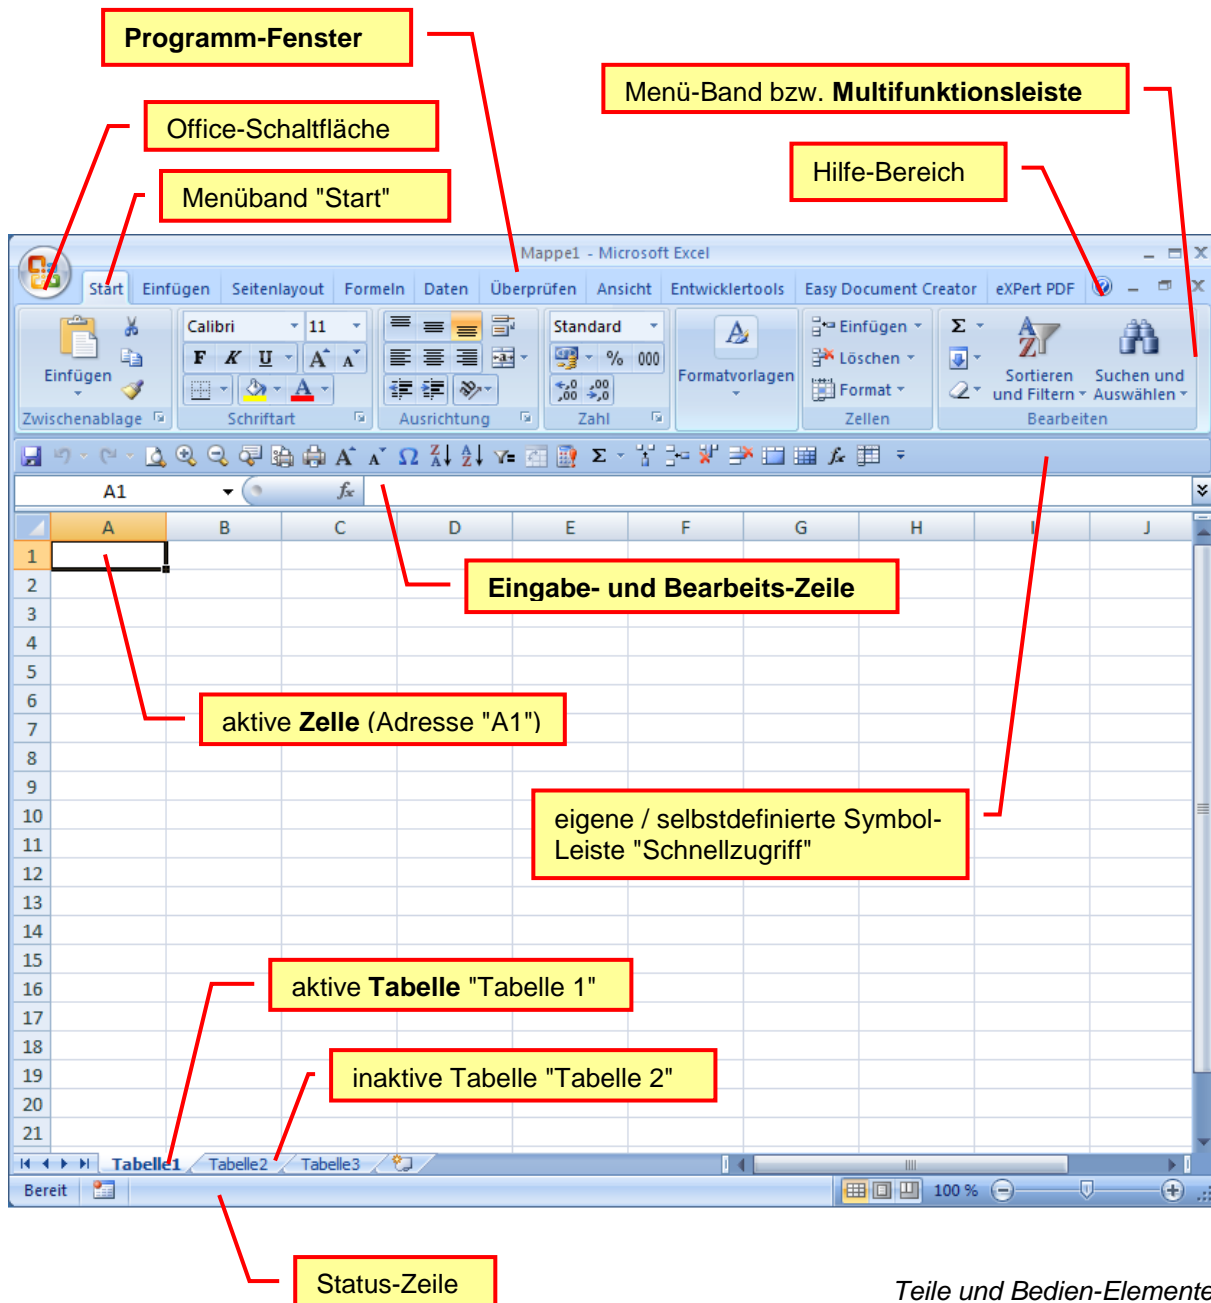 Programm-Fenster
Menü-Band bzw. Multifunktionsleiste
Office-Schaltfläche
Hilfe-Bereich
Menüband "Start"
Mappe1 - Microsoft Excel
Start Einfügen Seitenlayout Formeln Daten Überprüfen Ansicht Entwicklertools Easy Document Creator eXPert PDF
Einfügen
Zwischenablage
Calibri 11
F K U A A
A
Schriftart
Ausrichtung
Standard
% 000
Zahl
Formatvorlagen
Einfügen
Löschen
Format
Zellen
Σ
Sortieren
und Filtern
Suchen und
Auswählen
Bearbeiten
A1
fx
A B C D E F G H I J
1
2
3
4
5
6
7
8
9
10
11
12
13
14
15
16
17
18
19
20
21
Eingabe- und Bearbeits-Zeile
aktive Zelle (Adresse "A1")
eigene / selbstdefinierte Symbol-
Leiste "Schnellzugriff"
aktive Tabelle "Tabelle 1"
inaktive Tabelle "Tabelle 2"
Tabelle1 Tabelle2 Tabelle3
Bereit 100 %
Status-Zeile
Teile und Bedien-Elemente